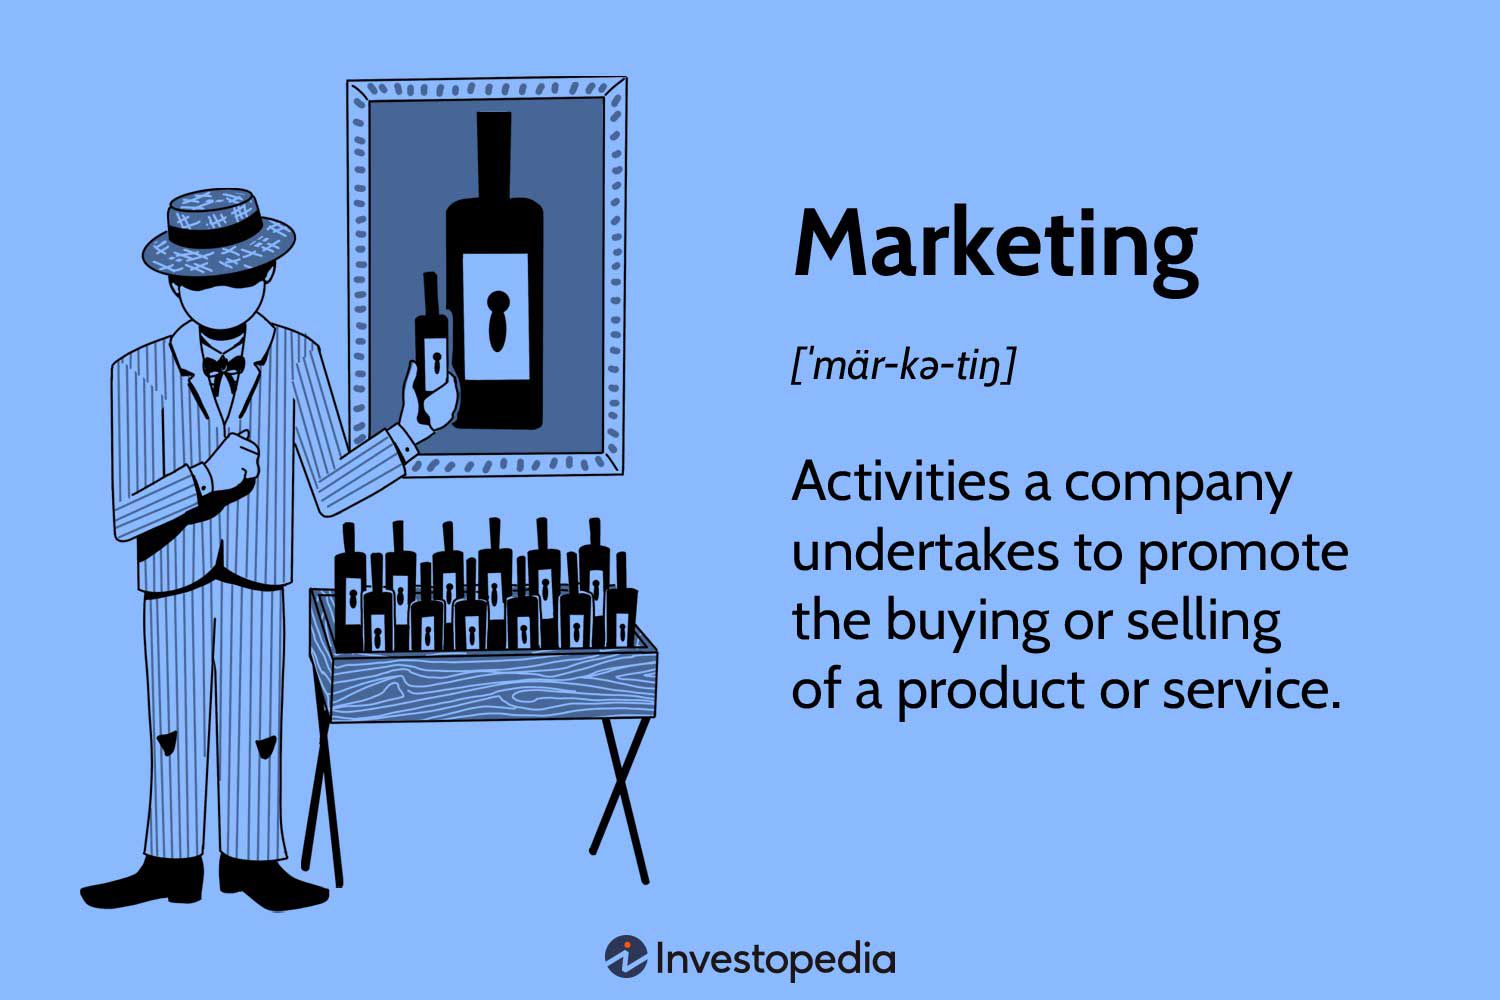 Marketing
[ˈmär-kə-tiŋ]
Activities a company
undertakes to promote
the buying or selling
of a product or service.
Investopedia